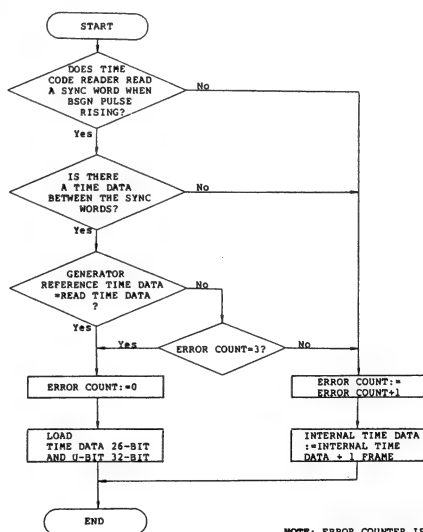 START
DOES TIME
CODE READER READ
A SYNC WORD WHEN
BSGN PULSE
RISING?
No
Yes
IS THERE
A TIME DATA
BETWEEN THE SYNC
WORDS?
No
Yes
GENERATOR
REFERENCE TIME DATA
=READ TIME DATA
?
No
Yes
Yes
ERROR COUNT=3?
No
ERROR COUNT:=0
ERROR COUNT:=
ERROR COUNT+1
LOAD
TIME DATA 26-BIT
AND U-BIT 32-BIT
INTERNAL TIME DATA
:=INTERNAL TIME
DATA + 1 FRAME
END
NOTE: ERROR COUNTER IS